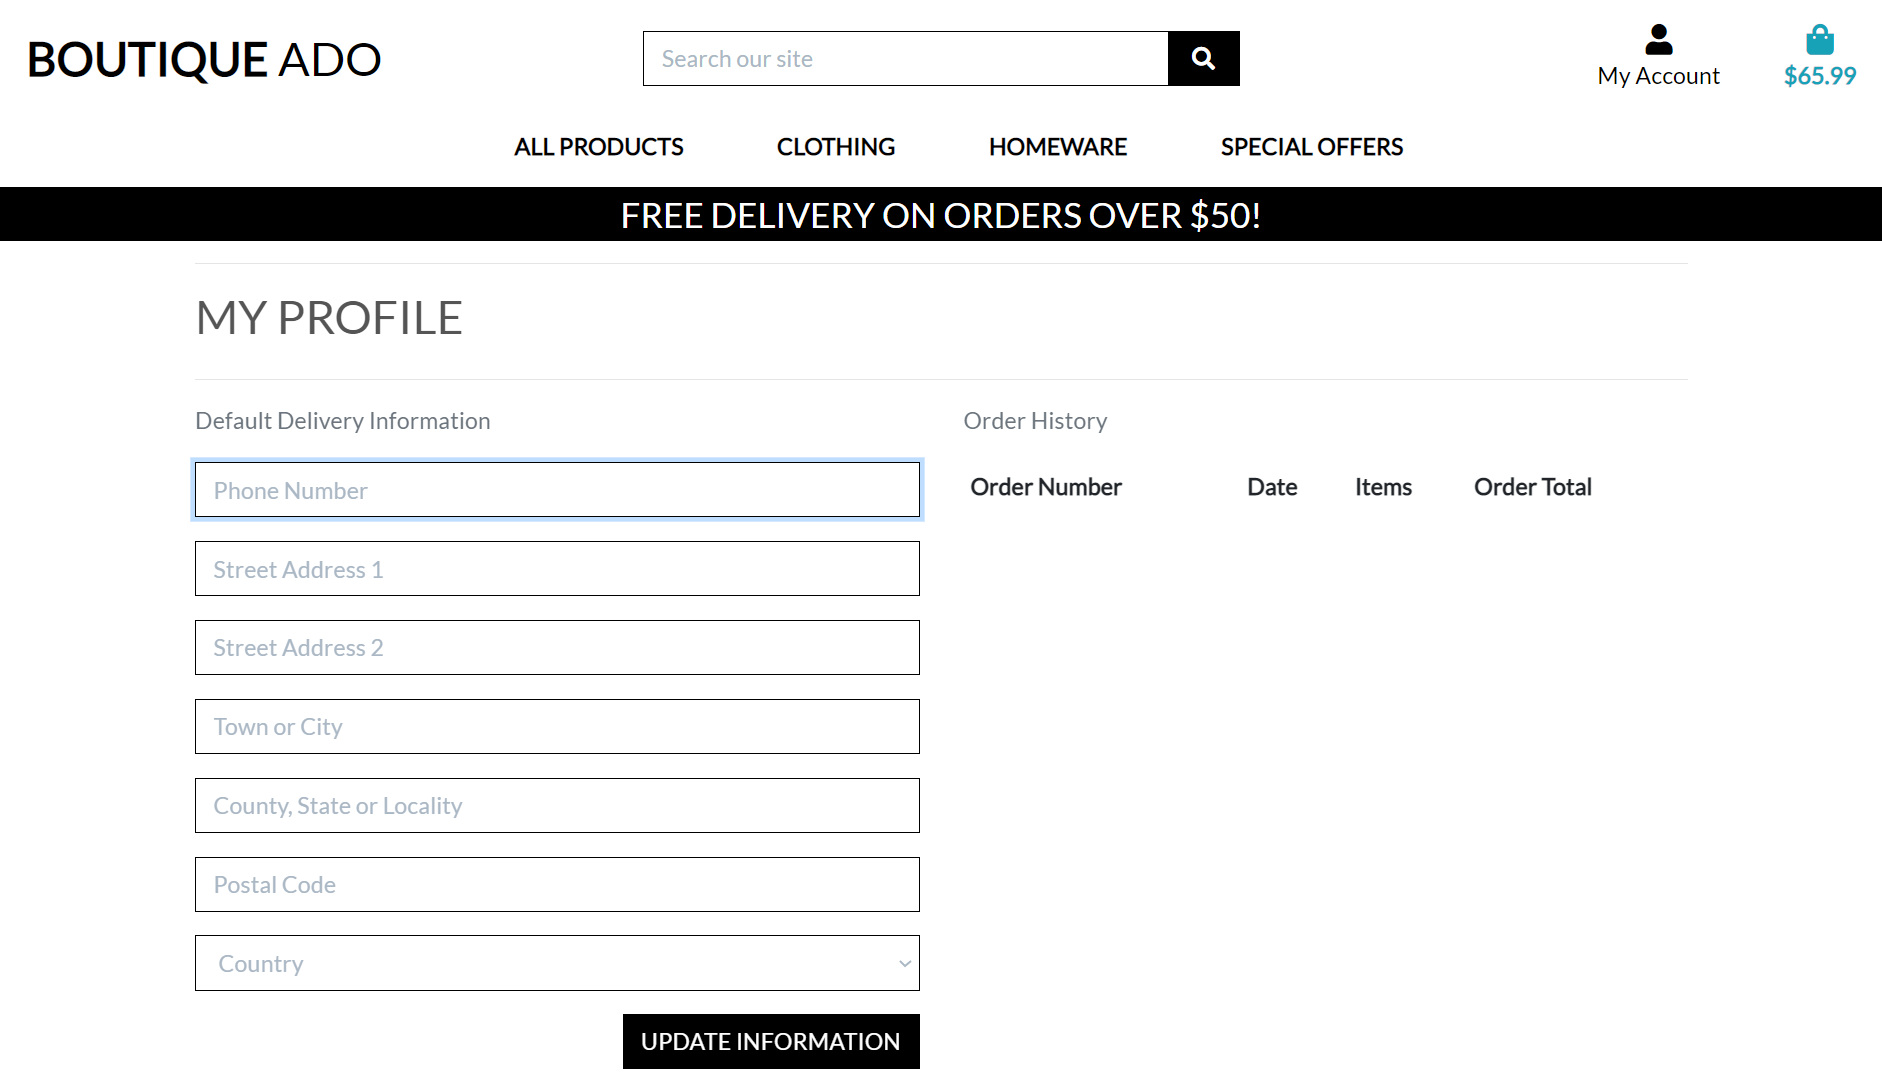 BOUTIQUE ADO
Search our site
My Account
$65.99
ALL PRODUCTS CLOTHING HOMEWARE SPECIAL OFFERS
FREE DELIVERY ON ORDERS OVER $50!
MY PROFILE
Default Delivery Information
Phone Number
Street Address 1
Street Address 2
Town or City
County, State or Locality
Postal Code
Country
UPDATE INFORMATION
Order History
Order Number Date Items Order Total